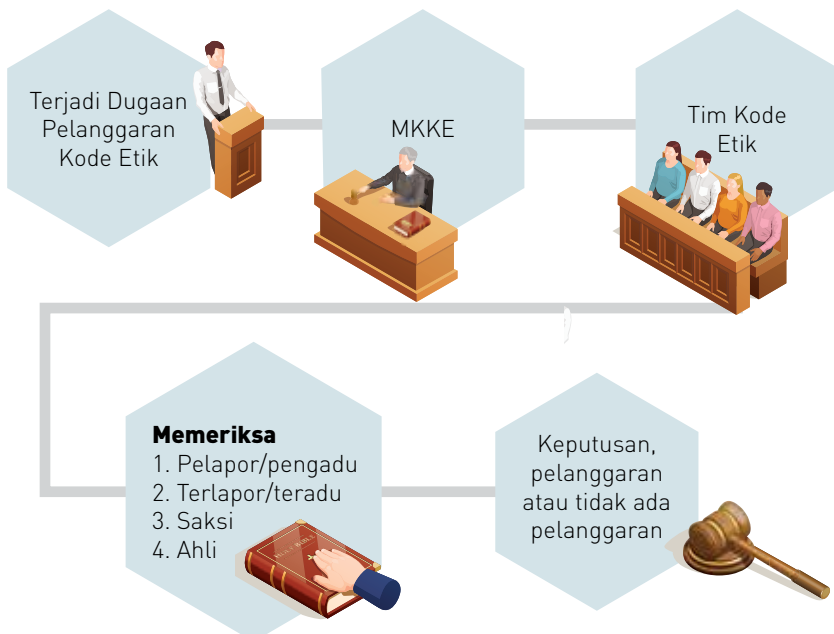 Terjadi Dugaan
Pelanggaran
Kode Etik
MKKE
Tim Kode
Etik
Memeriksa
1. Pelapor/pengadu
2. Terlapor/teradu
3. Saksi
4. Ahli
Keputusan,
pelanggaran
atau tidak ada
pelanggaran